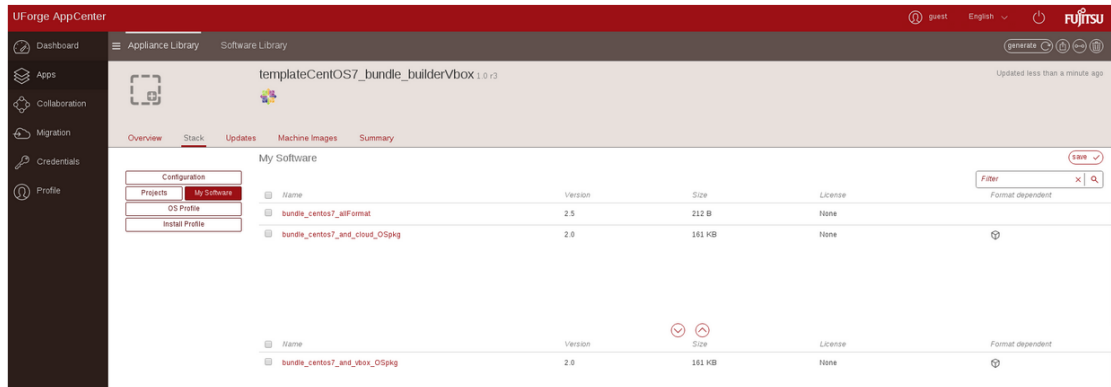 UForge AppCenter
guest English FUJITSU
Dashboard
Appliance Library Software Library
generate
Apps
templateCentOS7_bundle_builderVbox 1.0 r3
Updated less than a minute ago
Collaboration
Migration
Overview Stack Updates Machine Images Summary
Credentials
My Software
save
Configuration
Filter
Profile
Projects My Software
Name Version Size License Format dependent
OS Profile
bundle_centos7_allFormat 2.5 212 B None
Install Profile
bundle_centos7_and_cloud_OSpkg 2.0 161 KB None
Name Version Size License Format dependent
bundle_centos7_and_vbox_OSpkg 2.0 161 KB None